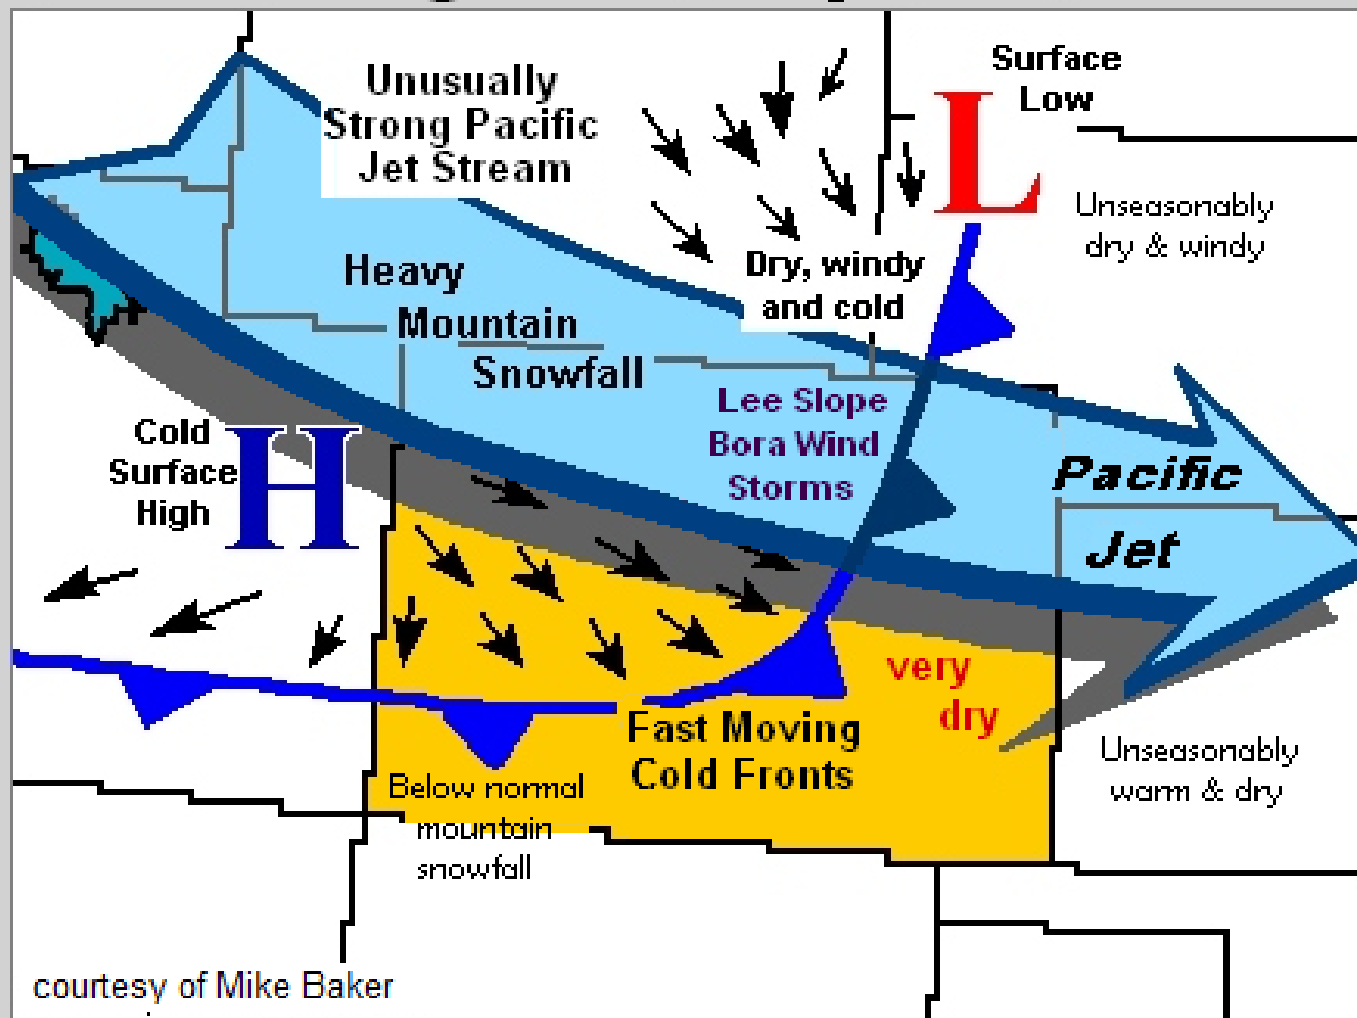 Unusually
Strong Pacific
Jet Stream
Surface
Low
L
Unseasonably
dry & windy
Dry, windy
and cold
Heavy
Mountain
Snowfall
Lee Slope
Bora Wind
Storms
Cold
Surface
High
H
Pacific
Jet
very
dry
Fast Moving
Cold Fronts
Unseasonably
warm & dry
Below normal
mountain
snowfall
courtesy of Mike Baker